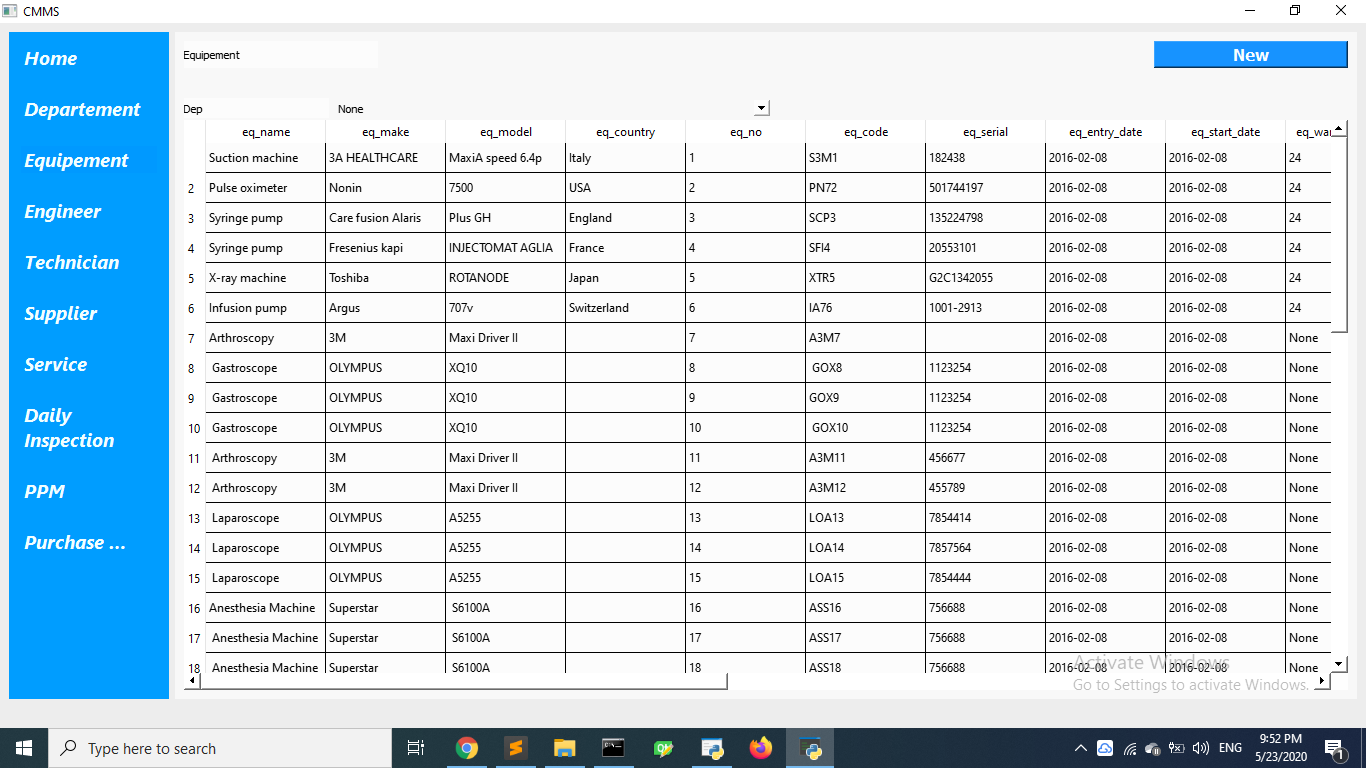 CMMS
Home
Departement
Equipement
Engineer
Technician
Supplier
Service
Daily
Inspection
PPM
Purchase ...
Equipement
New
Dep None
eq_name eq_make eq_model eq_country eq_no eq_code eq_serial eq_entry_date eq_start_date
Suction machine 3A HEALTHCARE MaxiA speed 6.4p Italy 1 S3M1 182438 2016-02-08 2016-02-08 24
2 Pulse oximeter Nonin 7500 USA 2 PN72 501744197 2016-02-08 2016-02-08 24
3 Syringe pump Care fusion Alaris Plus GH England 3 SCP3 135224798 2016-02-08 2016-02-08 24
4 Syringe pump Fresenius kapi INJECTOMAT AGLIA France 4 SFI4 20553101 2016-02-08 2016-02-08 24
5 X-ray machine Toshiba ROTANODE Japan 5 XTR5 G2C1342055 2016-02-08 2016-02-08 24
6 Infusion pump Argus 707v Switzerland 6 IA76 1001-2913 2016-02-08 2016-02-08 24
7 Arthroscopy 3M Maxi Driver II 7 A3M7 2016-02-08 2016-02-08 None
8 Gastroscope OLYMPUS XQ10 8 GOX8 1123254 2016-02-08 2016-02-08 None
9 Gastroscope OLYMPUS XQ10 9 GOX9 1123254 2016-02-08 2016-02-08 None
10 Gastroscope OLYMPUS XQ10 10 GOX10 1123254 2016-02-08 2016-02-08 None
11 Arthroscopy 3M Maxi Driver II 11 A3M11 456677 2016-02-08 2016-02-08 None
12 Arthroscopy 3M Maxi Driver II 12 A3M12 455789 2016-02-08 2016-02-08 None
13 Laparoscope OLYMPUS A5255 13 LOA13 7854414 2016-02-08 2016-02-08 None
14 Laparoscope OLYMPUS A5255 14 LOA14 7857564 2016-02-08 2016-02-08 None
15 Laparoscope OLYMPUS A5255 15 LOA15 7854444 2016-02-08 2016-02-08 None
16 Anesthesia Machine Superstar S6100A 16 ASS16 756688 2016-02-08 2016-02-08 None
17 Anesthesia Machine Superstar S6100A 17 ASS17 756688 2016-02-08 2016-02-08 None
18 Anesthesia Machine Superstar S6100A 18 ASS18 756688 2016-02-08 2016-02-08 None
Activate Windows
Go to Settings to activate Windows.
Type here to search
ENG
9:52 PM
5/23/2020
1